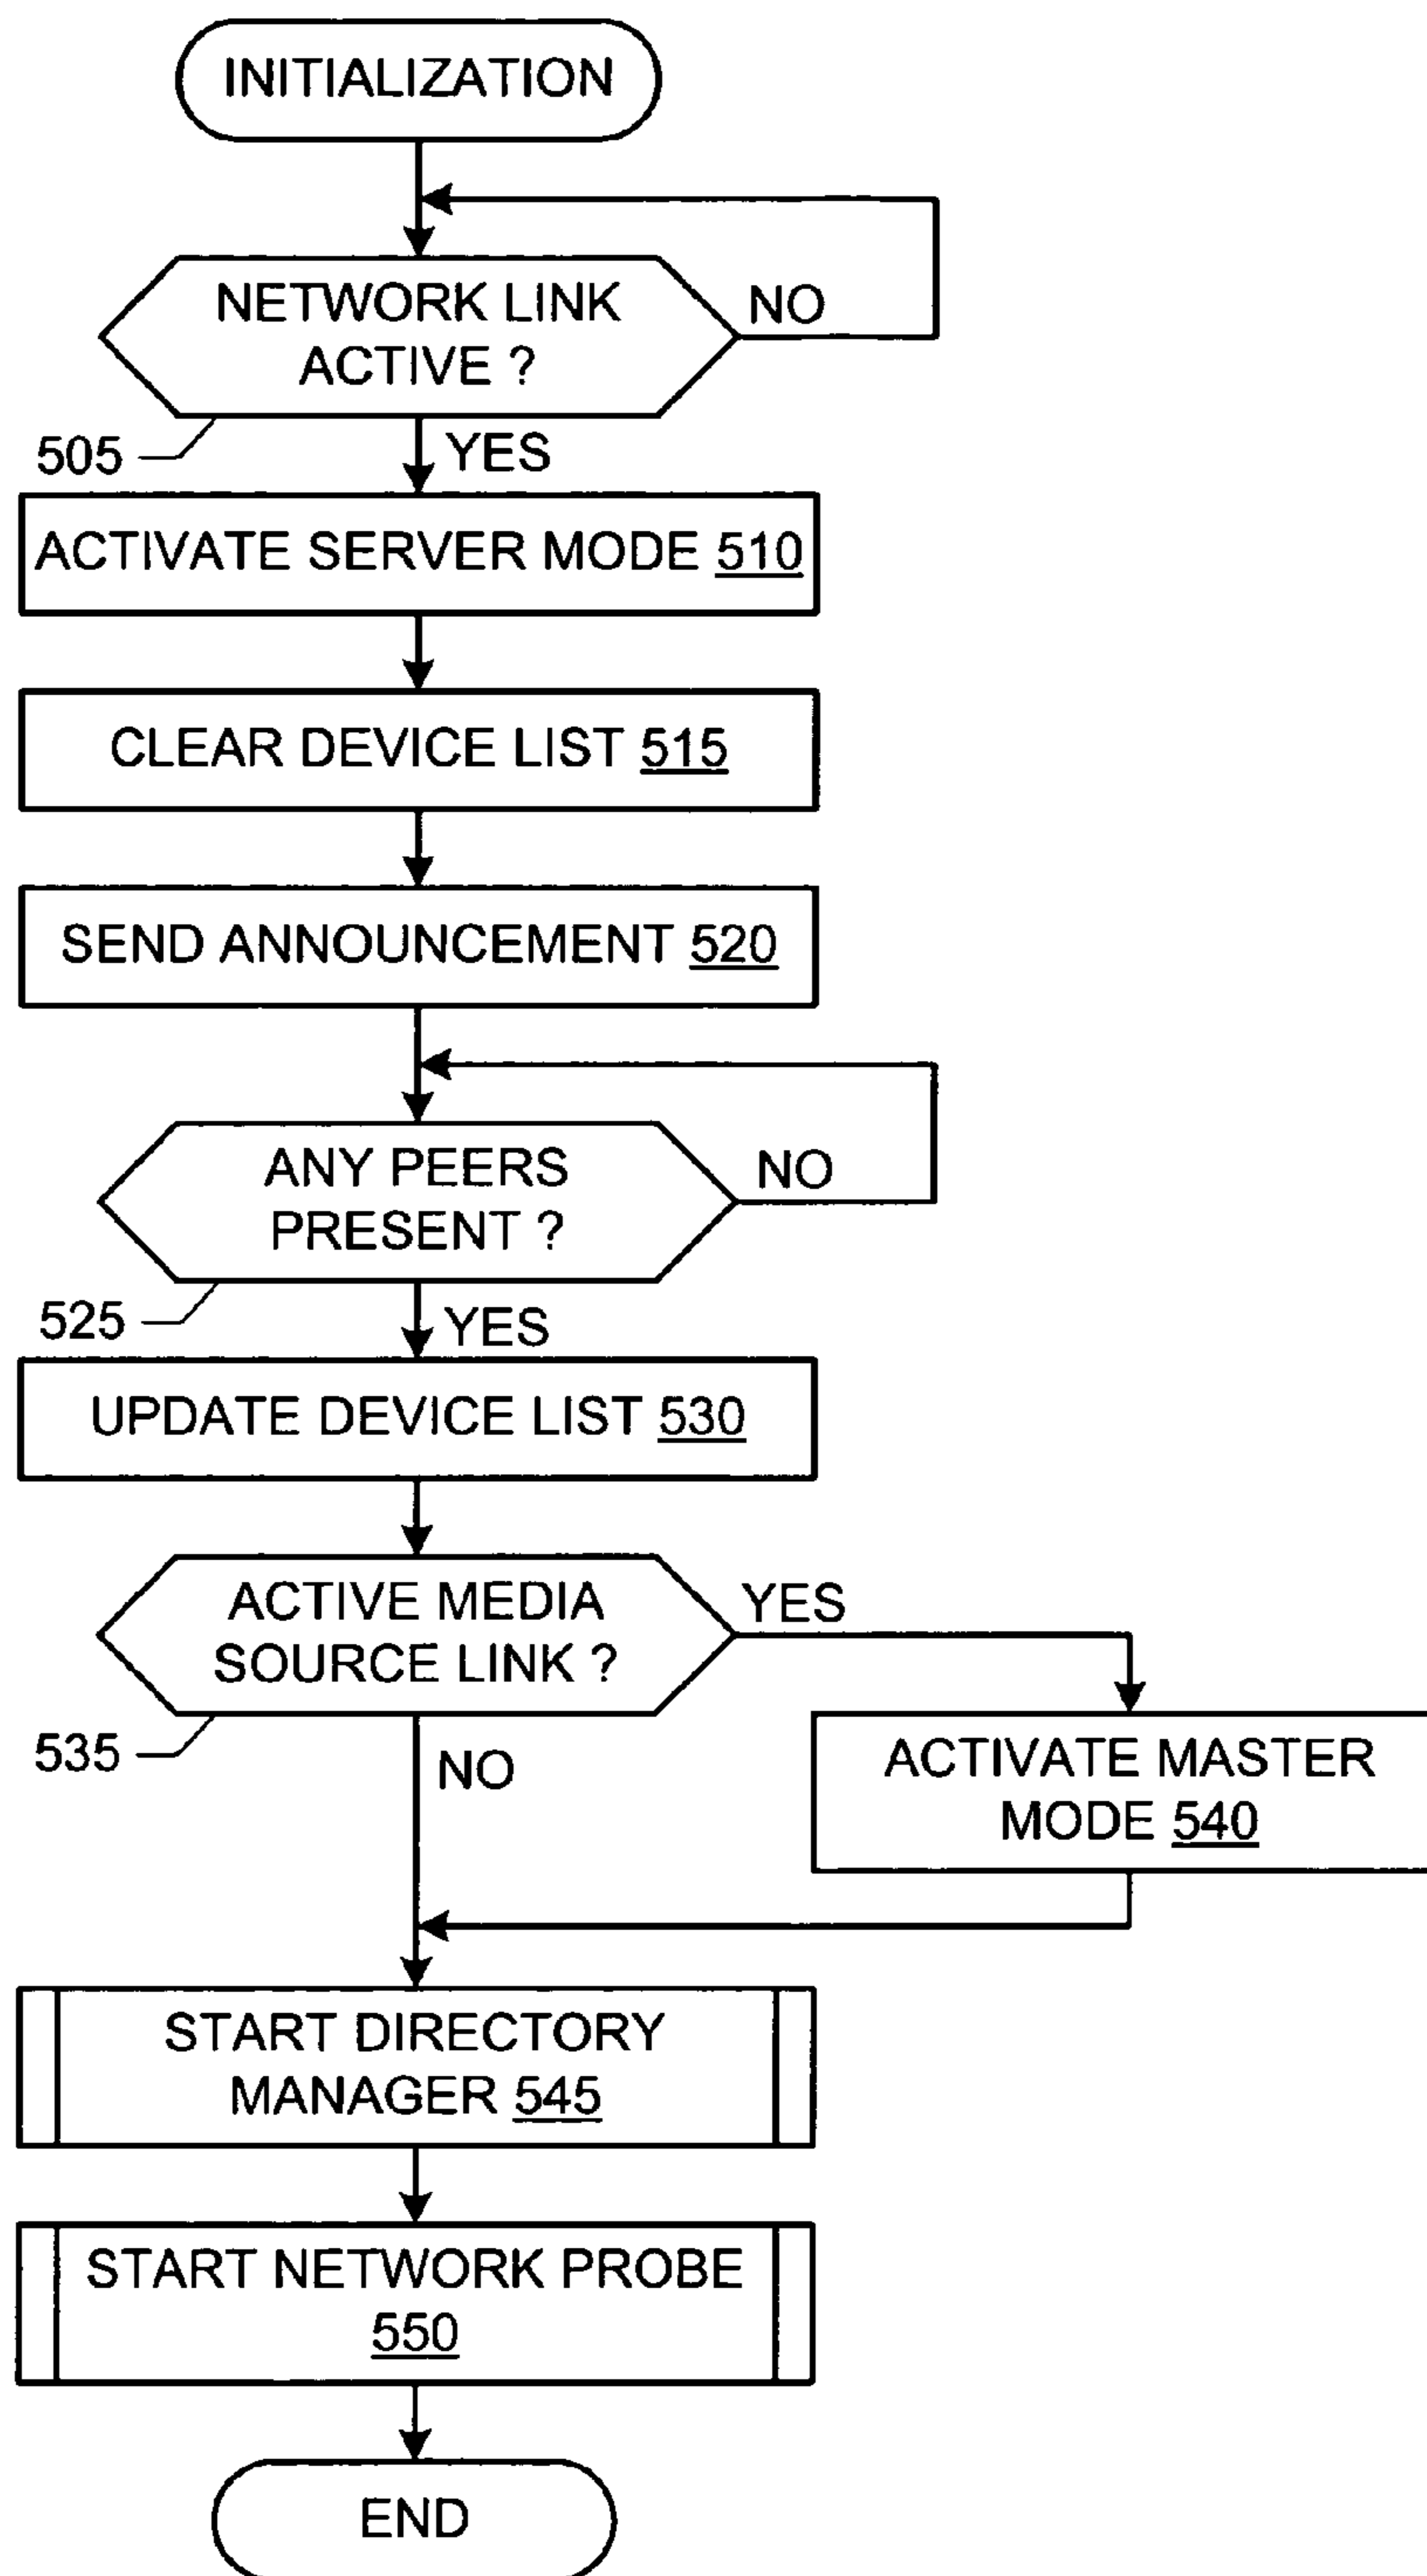 INITIALIZATION
NETWORK LINK
ACTIVE ?
NO
505
YES
ACTIVATE SERVER MODE 510
CLEAR DEVICE LIST 515
SEND ANNOUNCEMENT 520
ANY PEERS
PRESENT ?
NO
525
YES
UPDATE DEVICE LIST 530
ACTIVE MEDIA
SOURCE LINK ?
YES
535
NO
ACTIVATE MASTER
MODE 540
START DIRECTORY
MANAGER 545
START NETWORK PROBE
550
END